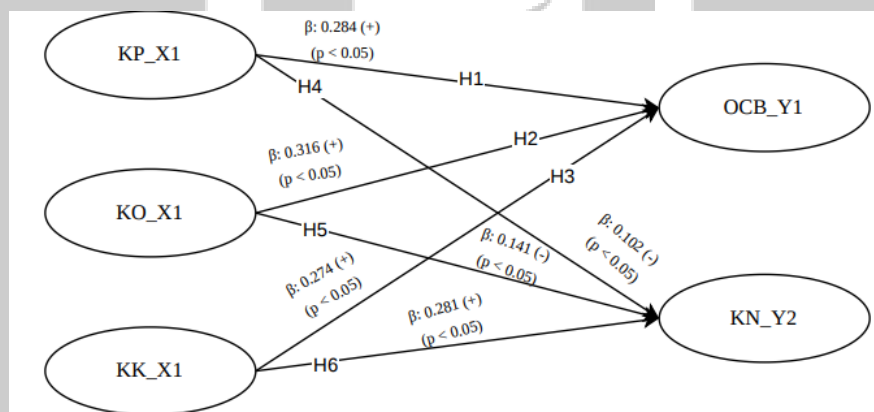 β: 0.284 (+)
(p < 0.05)
KP_X1
H1
H4
OCB_Y1
β: 0.316 (+)
(p < 0.05)
H2
H3
KO_X1
H5
β: 0.141 (-)
(p < 0.05)
β: 0.102 (-)
(p < 0.05)
β: 0.274 (+)
(p < 0.05)
β: 0.281 (+)
(p < 0.05)
KN_Y2
KK_X1
H6